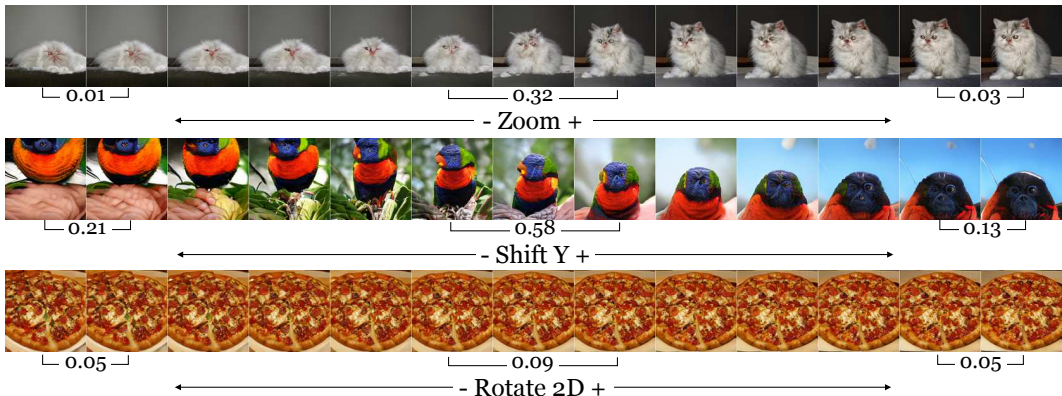 0.01 0.32 0.03
- Zoom +
0.21 0.58 0.13
- Shift Y +
0.05 0.09 0.05
- Rotate 2D +